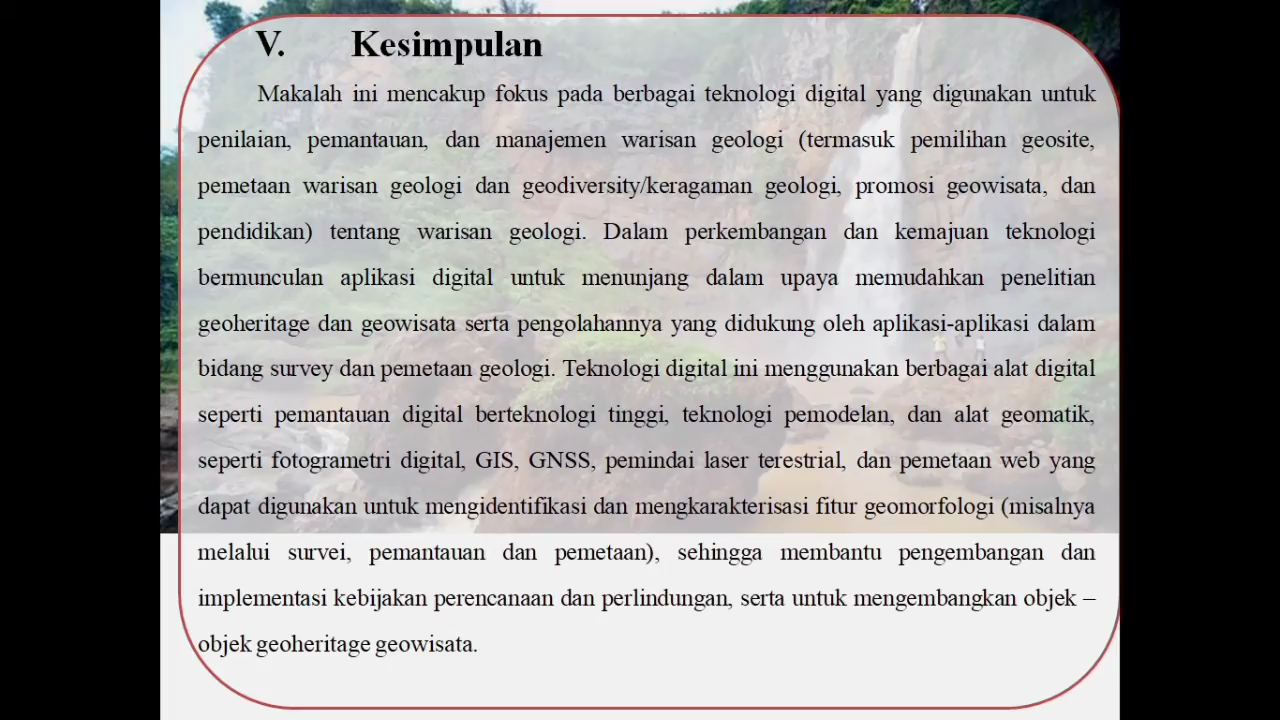 V. Kesimpulan
Makalah ini mencakup fokus pada berbagai teknologi digital yang digunakan untuk
penilaian, pemantauan, dan manajemen warisan geologi (termasuk pemilihan geosite,
pemetaan warisan geologi dan geodiversity/keragaman geologi, promosi geowisata, dan
pendidikan) tentang warisan geologi. Dalam perkembangan dan kemajuan teknologi
bermunculan aplikasi digital untuk menunjang dalam upaya memudahkan penelitian
geoheritage dan geowisata serta pengolahannya yang didukung oleh aplikasi-aplikasi dalam
bidang survey dan pemetaan geologi. Teknologi digital ini menggunakan berbagai alat digital
seperti pemantauan digital berteknologi tinggi, teknologi pemodelan, dan alat geomatik,
seperti fotogrametri digital, GIS, GNSS, pemindai laser terestrial, dan pemetaan web yang
dapat digunakan untuk mengidentifikasi dan mengkarakterisasi fitur geomorfologi (misalnya
melalui survei, pemantauan dan pemetaan), sehingga membantu pengembangan dan
implementasi kebijakan perencanaan dan perlindungan, serta untuk mengembangkan objek –
objek geoheritage geowisata.